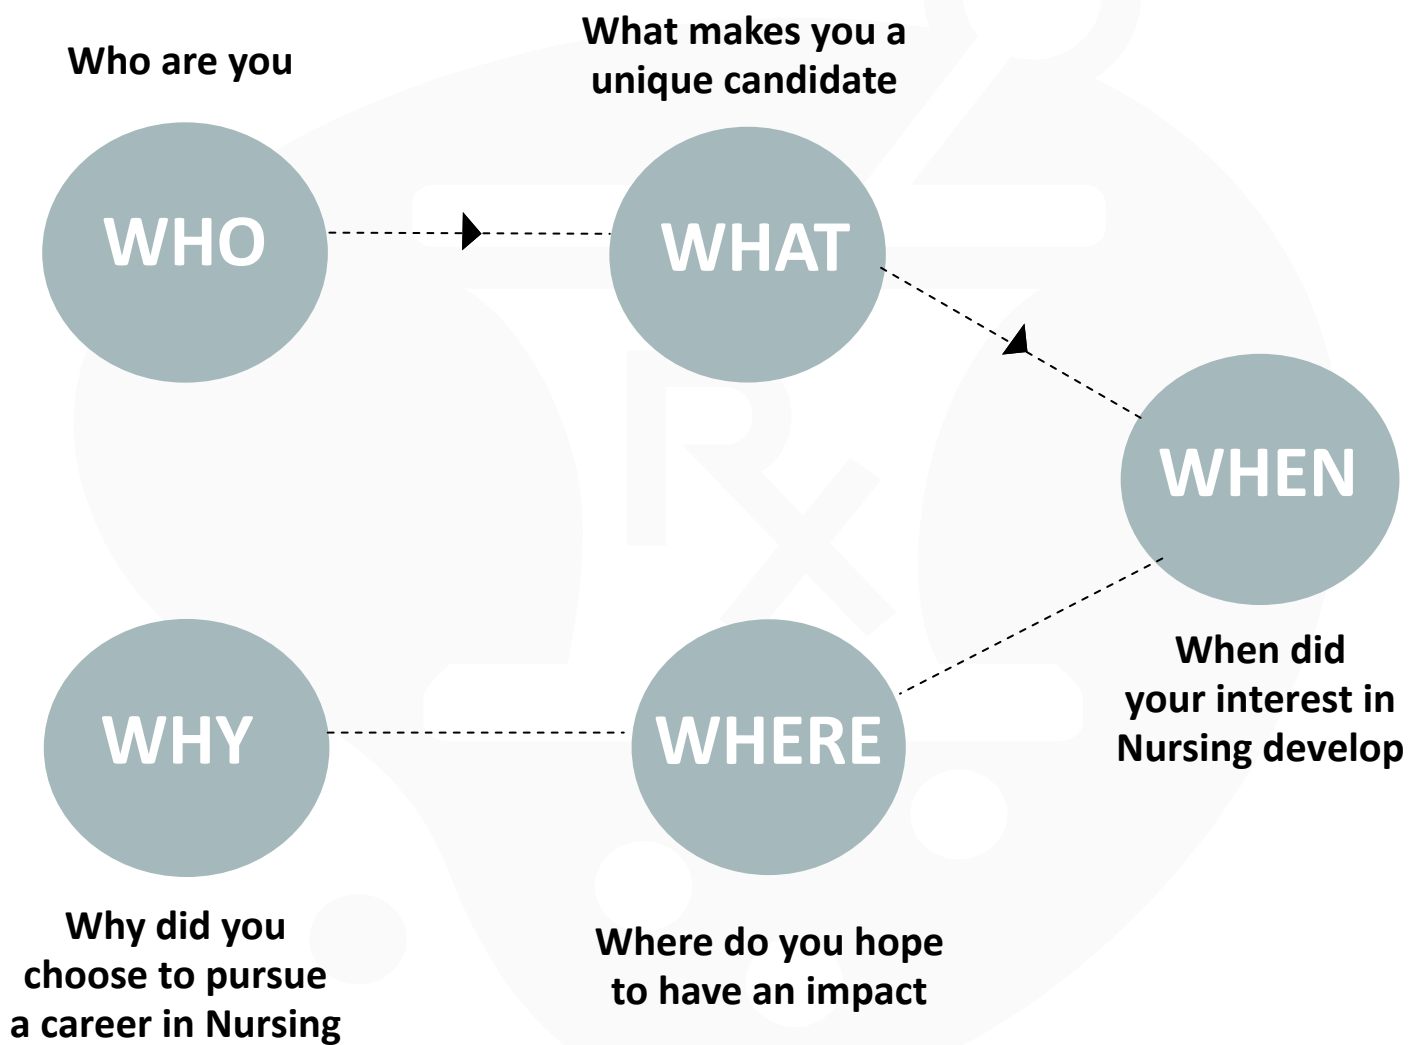 Who are you
What makes you a
unique candidate
WHO
WHAT
WHEN
When did
your interest in
Nursing develop
WHERE
Where do you hope
to have an impact
WHY
Why did you
choose to pursue
a career in Nursing
Rx